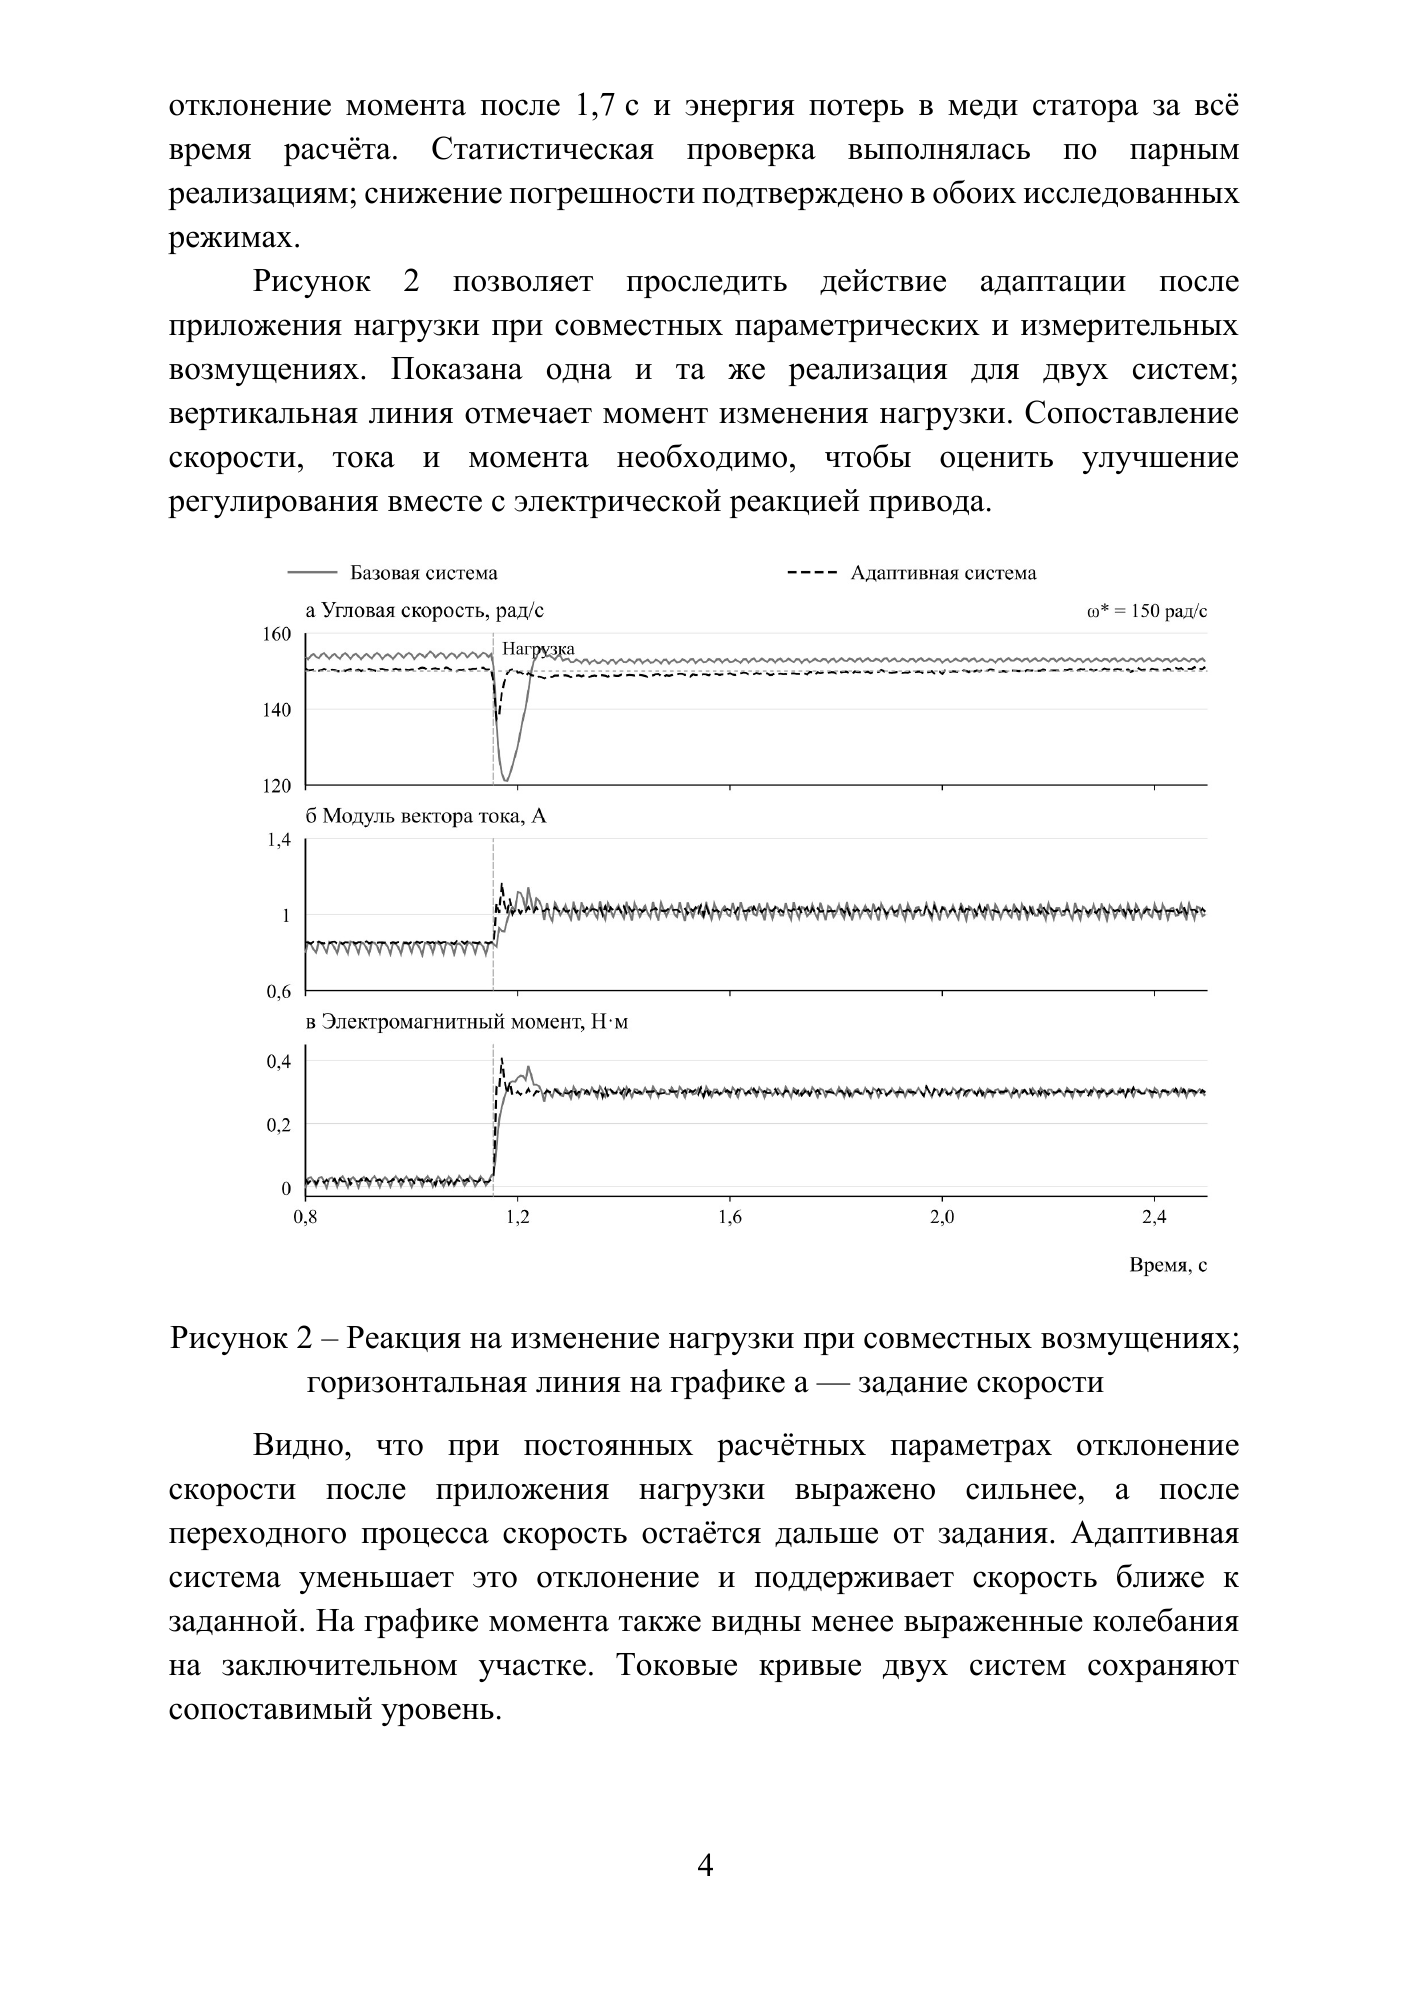 отклонение момента после 1,7 с и энергия потерь в меди статора за всё
время расчёта. Статистическая проверка выполнялась по парным
реализациям; снижение погрешности подтверждено в обоих исследованных
режимах.
Рисунок 2 позволяет проследить действие адаптации после
приложения нагрузки при совместных параметрических и измерительных
возмущениях. Показана одна и та же реализация для двух систем;
вертикальная линия отмечает момент изменения нагрузки. Сопоставление
скорости, тока и момента необходимо, чтобы оценить улучшение
регулирования вместе с электрической реакцией привода.
Базовая система Адаптивная система
а Угловая скорость, рад/с ω* = 150 рад/с
160
Нагрузка
140
120
б Модуль вектора тока, А
1,4
1
0,6
в Электромагнитный момент, Н·м
0,4
0,2
0
0,8 1,2 1,6 2,0 2,4
Время, с
Рисунок 2 – Реакция на изменение нагрузки при совместных возмущениях;
горизонтальная линия на графике а — задание скорости
Видно, что при постоянных расчётных параметрах отклонение
скорости после приложения нагрузки выражено сильнее, а после
переходного процесса скорость остаётся дальше от задания. Адаптивная
система уменьшает это отклонение и поддерживает скорость ближе к
заданной. На графике момента также видны менее выраженные колебания
на заключительном участке. Токовые кривые двух систем сохраняют
сопоставимый уровень.
4